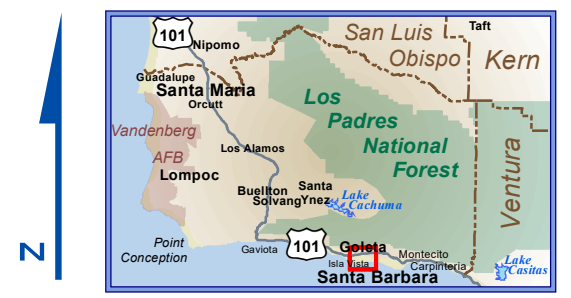 101
Nipomo
San Luis
Obispo
Taft
Kern
Guadalupe
Santa Maria
Orcutt
Los
Padres
National
Forest
Vandenberg
AFB
Los Alamos
Lompoc
Buellton
Solvang
Santa
Ynez
Lake
Cachuma
Ventura
Point
Conception
Gaviota
101
Goleta
Isla Vista
Montecito
Carpinteria
Santa Barbara
Lake
Casitas
N